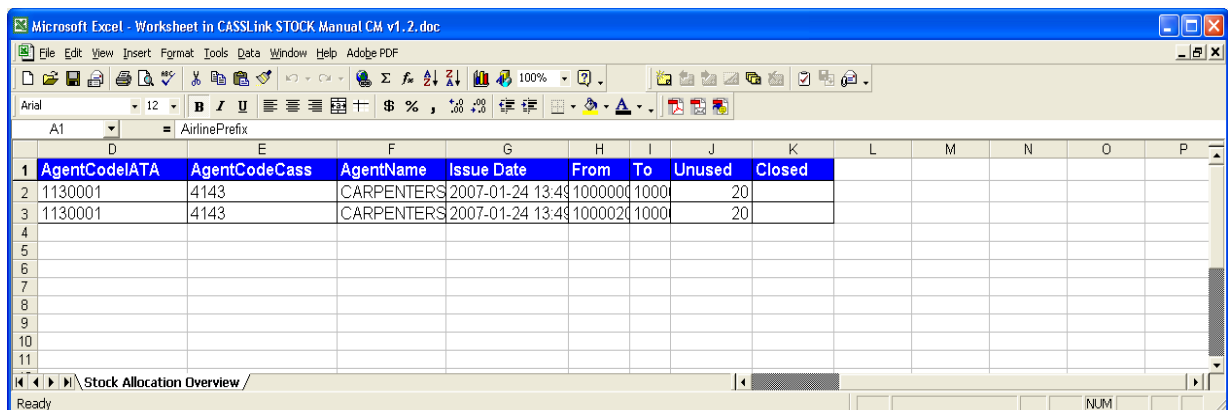 Microsoft Excel - Worksheet in CASSLink STOCK Manual CM v1.2.doc
File Edit View Insert Format Tools Data Window Help Adobe PDF
100%
Arial 12 B I U $ % ,
A1 = AirlinePrefix
D E F G H I J K L M N O P
1 AgentCodeIATA AgentCodeCass AgentName Issue Date From To Unused Closed
2 1130001 4143 CARPENTERS 2007-01-24 13:49 1000000 1000 20
3 1130001 4143 CARPENTERS 2007-01-24 13:49 1000020 1000 20
4
5
6
7
8
9
10
11
Stock Allocation Overview
Ready NUM